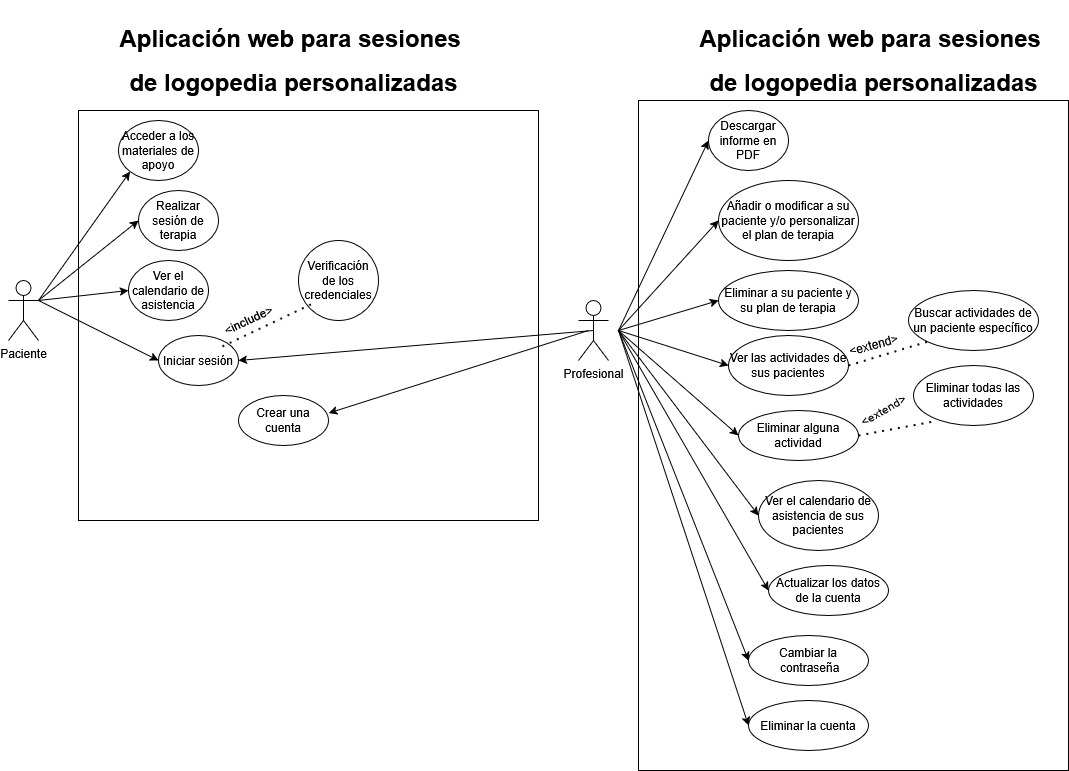 Aplicación web para sesiones
de logopedia personalizadas
Acceder a los
materiales de
apoyo
Realizar
sesión de
terapia
Ver el
calendario de
asistencia
Verificación
de los
credenciales
<include>
Iniciar sesión
Crear una
cuenta
Paciente
Profesional
Aplicación web para sesiones
de logopedia personalizadas
Descargar
informe en
PDF
Añadir o modificar a su
paciente y/o personalizar
el plan de terapia
Eliminar a su paciente y
su plan de terapia
Buscar actividades de
un paciente específico
<extend>
Ver las actividades de
sus pacientes
Eliminar todas las
actividades
<extend>
Eliminar alguna
actividad
Ver el calendario de
asistencia de sus
pacientes
Actualizar los datos
de la cuenta
Cambiar la
contraseña
Eliminar la cuenta